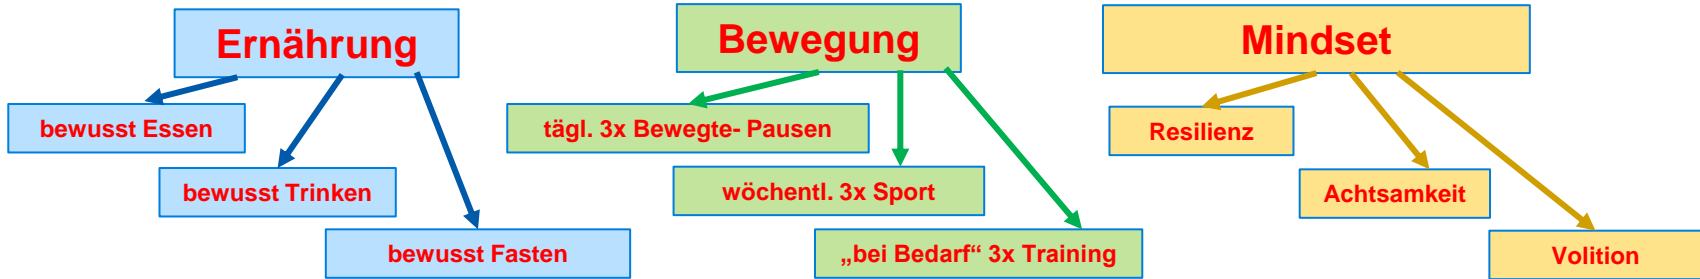 Ernährung
bewusst Essen
bewusst Trinken
bewusst Fasten
Bewegung
tägl. 3x Bewegte- Pausen
wöchentl. 3x Sport
„bei Bedarf“ 3x Training
Mindset
Resilienz
Achtsamkeit
Volition